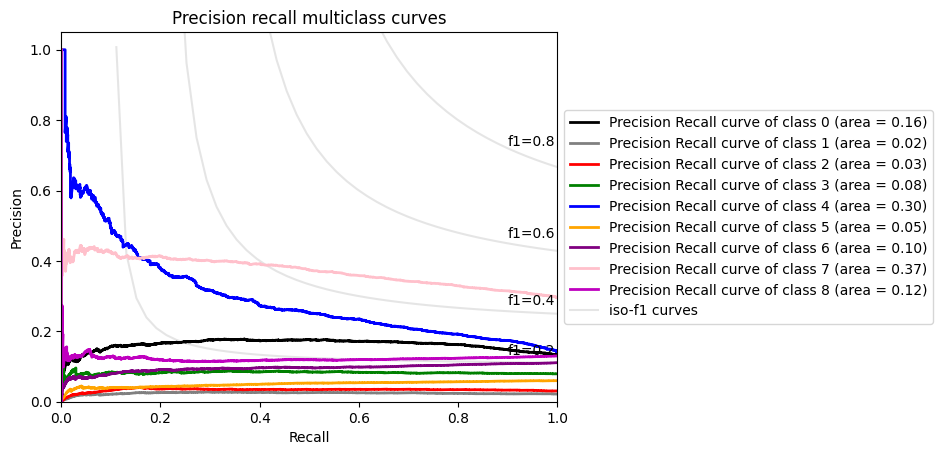 Precision recall multiclass curves
Precision
1.0
0.8
0.6
0.4
0.2
0.0
f1=0.8
f1=0.6
f1=0.4
f1=0.2
0.0 0.2 0.4 0.6 0.8 1.0
Recall
Precision Recall curve of class 0 (area = 0.16)
Precision Recall curve of class 1 (area = 0.02)
Precision Recall curve of class 2 (area = 0.03)
Precision Recall curve of class 3 (area = 0.08)
Precision Recall curve of class 4 (area = 0.30)
Precision Recall curve of class 5 (area = 0.05)
Precision Recall curve of class 6 (area = 0.10)
Precision Recall curve of class 7 (area = 0.37)
Precision Recall curve of class 8 (area = 0.12)
iso-f1 curves